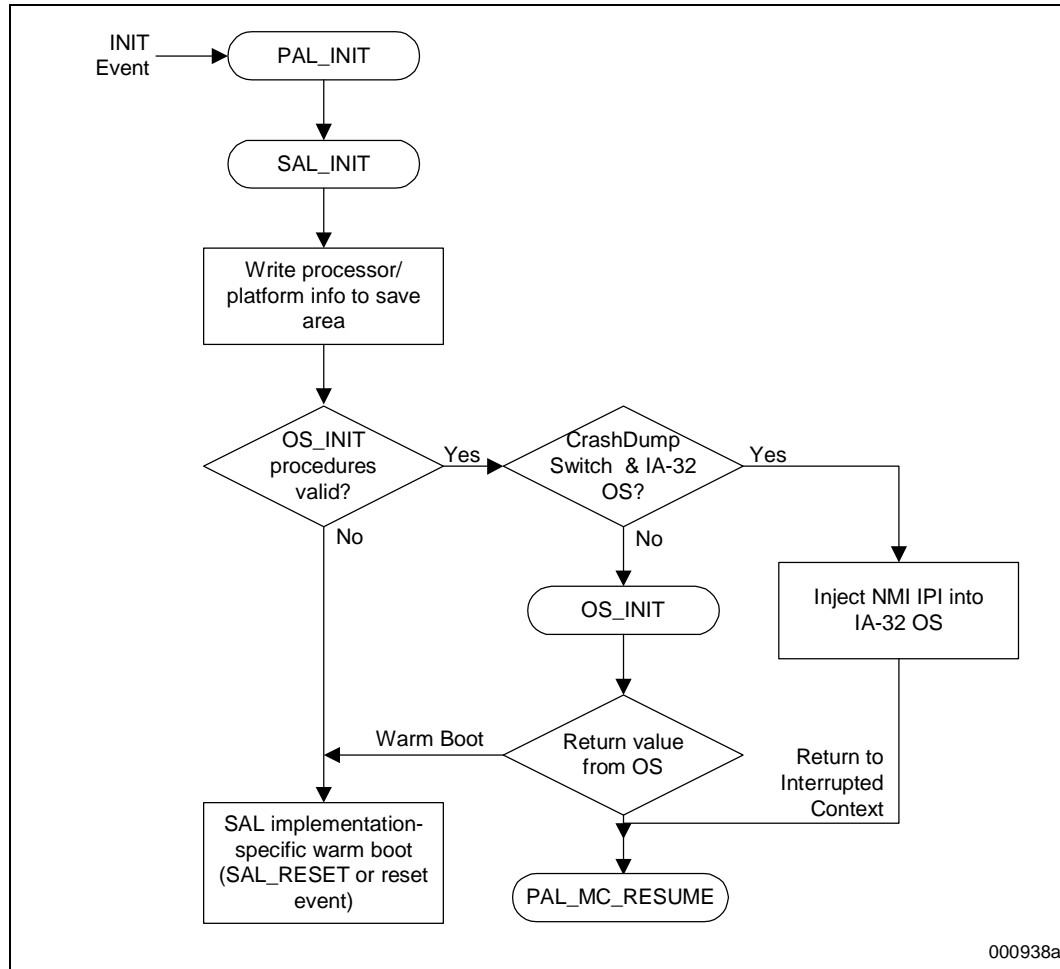 INIT
Event
PAL_INIT
SAL_INIT
Write processor/
platform info to save
area
OS_INIT
procedures
valid?
Yes
CrashDump
Switch & IA-32
OS?
Yes
No
No
OS_INIT
Inject NMI IPI into
IA-32 OS
Warm Boot
Return value
from OS
Return to
Interrupted
Context
SAL implementation-
specific warm boot
(SAL_RESET or reset
event)
PAL_MC_RESUME
000938a